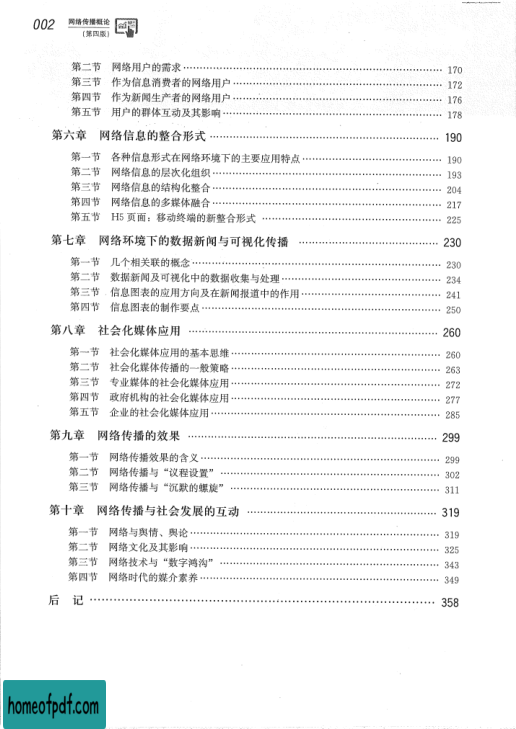 002 网络传播概论
(第四版)
第二节 网络用户的需求 170
第三节 作为信息消费者的网络用户 172
第四节 作为新闻生产者的网络用户 176
第五节 用户的群体互动及其影响 178
第六章 网络信息的整合形式 190
第一节 各种信息形式在网络环境下的主要应用特点 190
第二节 网络信息的层次化组织 193
第三节 网络信息的结构化整合 204
第四节 网络信息的多媒体融合 217
第五节 H5页面：移动终端的新整合形式 225
第七章 网络环境下的数据新闻与可视化传播 230
第一节 几个相关联的概念 230
第二节 数据新闻及可视化中的数据收集与处理 234
第三节 信息图表的应用方向及在新闻报道中的作用 241
第四节 信息图表的制作要点 250
第八章 社会化媒体应用 260
第一节 社会化媒体应用的基本思维 260
第二节 社会化媒体传播的一般策略 263
第三节 专业媒体的社会化媒体应用 272
第四节 政府机构的社会化媒体应用 277
第五节 企业的社会化媒体应用 285
第九章 网络传播的效果 299
第一节 网络传播效果的含义 299
第二节 网络传播与“议程设置” 302
第三节 网络传播与“沉默的螺旋” 311
第十章 网络传播与社会发展的互动 319
第一节 网络与舆情、舆论 319
第二节 网络文化及其影响 325
第三节 网络技术与“数字鸿沟” 343
第四节 网络时代的媒介素养 349
后 记 358
homeofpdf.com